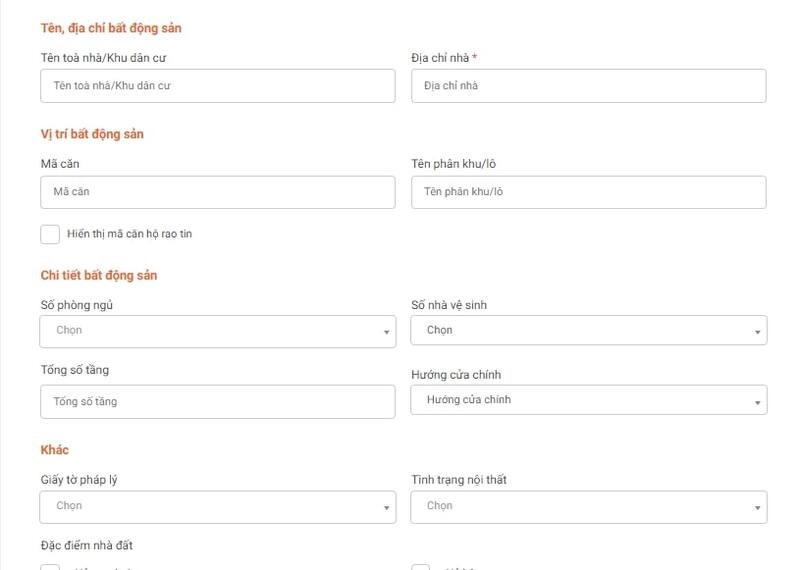 Tên, địa chỉ bất động sản
Tên toà nhà/Khu dân cư
Địa chỉ nhà *
Tên toà nhà/Khu dân cư
Địa chỉ nhà
Vị trí bất động sản
Mã căn
Tên phân khu/lô
Mã căn
Tên phân khu/lô
Hiển thị mã căn hộ rao tin
Chi tiết bất động sản
Số phòng ngủ
Số nhà vệ sinh
Chọn
Chọn
Tổng số tầng
Hướng cửa chính
Tổng số tầng
Hướng cửa chính
Khác
Giấy tờ pháp lý
Tình trạng nội thất
Chọn
Chọn
Đặc điểm nhà đất